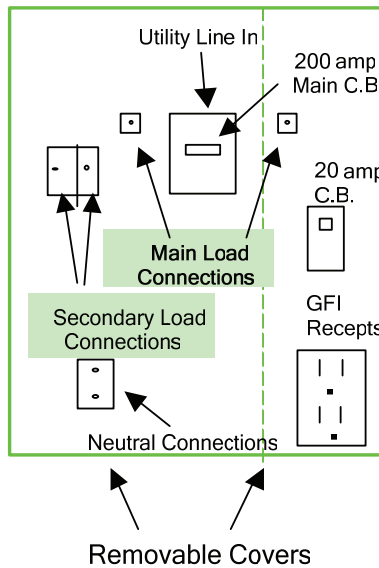 Utility Line In
200 amp
Main C.B.
20 amp
C.B.
Main Load
Connections
GFI
Recepts
Secondary Load
Connections
Neutral Connections
Removable Covers